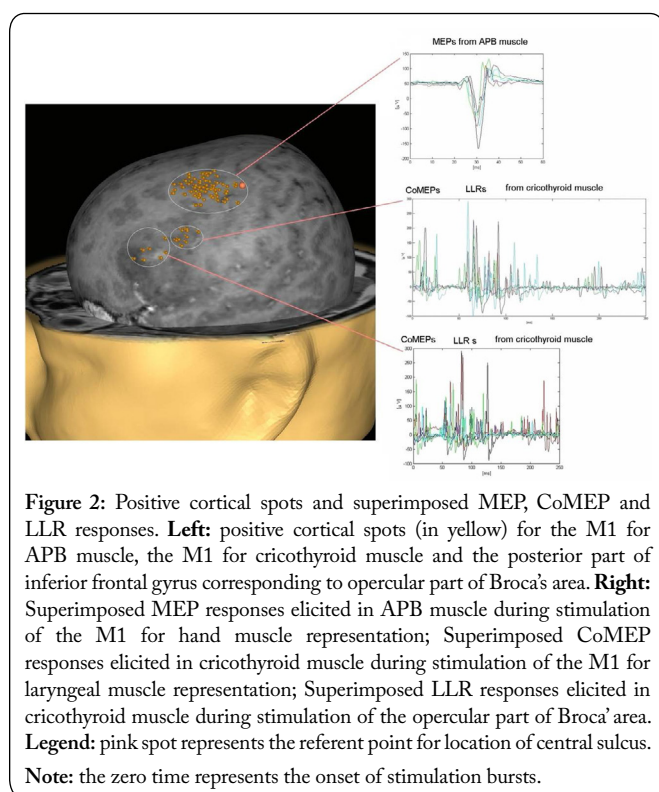 MEPs from APB muscle
CoMEPs LLRs from cricothyroid muscle
CoMEPs LLR s from cricothyroid muscle
Figure 2: Positive cortical spots and superimposed MEP, CoMEP and
LLR responses. Left: positive cortical spots (in yellow) for the M1 for
APB muscle, the M1 for cricothyroid muscle and the posterior part of
inferior frontal gyrus corresponding to opercular part of Broca's area. Right:
Superimposed MEP responses elicited in APB muscle during stimulation
of the M1 for hand muscle representation; Superimposed CoMEP
responses elicited in cricothyroid muscle during stimulation of the M1 for
laryngeal muscle representation; Superimposed LLR responses elicited in
cricothyroid muscle during stimulation of the opercular part of Broca' area.
Legend: pink spot represents the referent point for location of central sulcus.
Note: the zero time represents the onset of stimulation bursts.